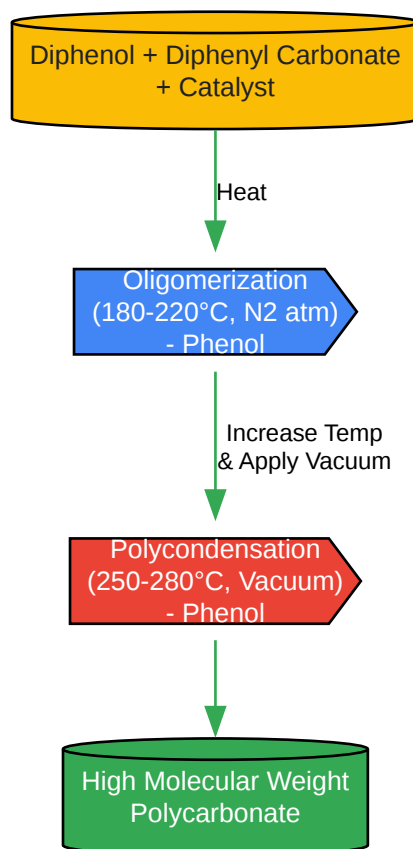 Diphenol + Diphenyl Carbonate
+ Catalyst
Heat
Oligomerization
(180-220°C, N2 atm)
- Phenol
Increase Temp
& Apply Vacuum
Polycondensation
(250-280°C, Vacuum)
- Phenol
High Molecular Weight
Polycarbonate